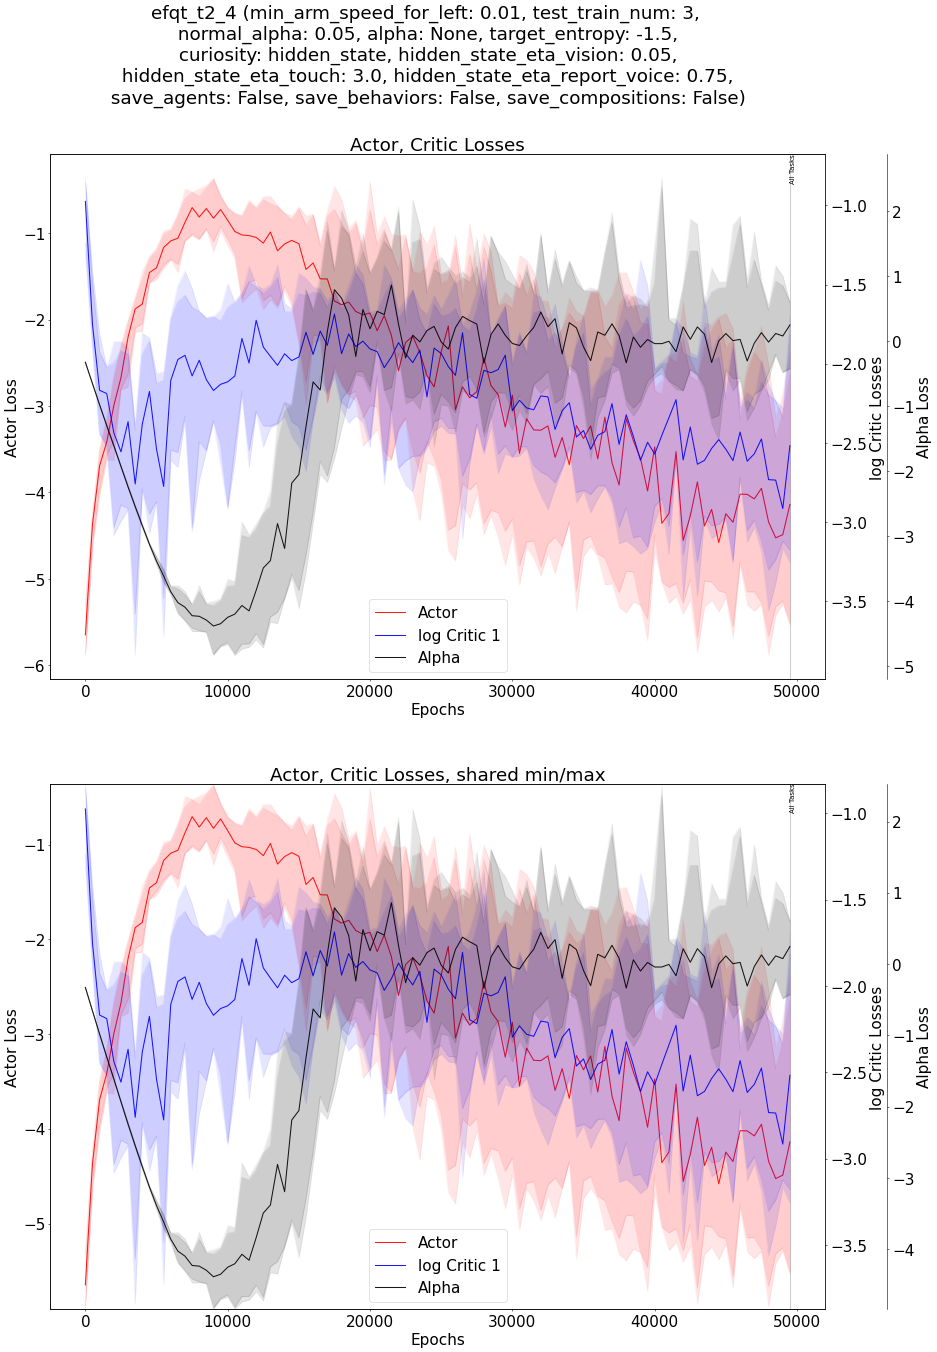 efqt_t2_4 (min_arm_speed_for_left: 0.01, test_train_num: 3,
normal_alpha: 0.05, alpha: None, target_entropy: -1.5,
curiosity: hidden_state, hidden_state_eta_vision: 0.05,
hidden_state_eta_touch: 3.0, hidden_state_eta_report_voice: 0.75,
save_agents: False, save_behaviors: False, save_compositions: False)
Actor, Critic Losses
All Tasks
−1
−2
−3
−4
−5
−6
Actor Loss
−1.0
−1.5
−2.0
−2.5
−3.0
−3.5
log Critic Losses
2
1
0
−1
−2
−3
−4
−5
Alpha Loss
Actor
log Critic 1
Alpha
0 10000 20000 30000 40000 50000
Epochs
Actor, Critic Losses, shared min/max
All Tasks
−1
−2
−3
−4
−5
Actor Loss
−1.0
−1.5
−2.0
−2.5
−3.0
−3.5
log Critic Losses
2
1
0
−1
−2
−3
−4
Alpha Loss
Actor
log Critic 1
Alpha
0 10000 20000 30000 40000 50000
Epochs